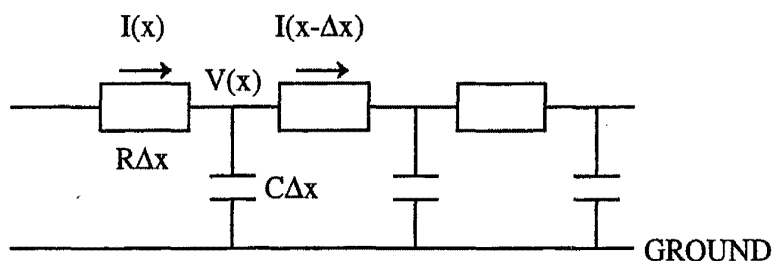 I(x) I(x-Δx)
V(x)
RΔx
CΔx
GROUND